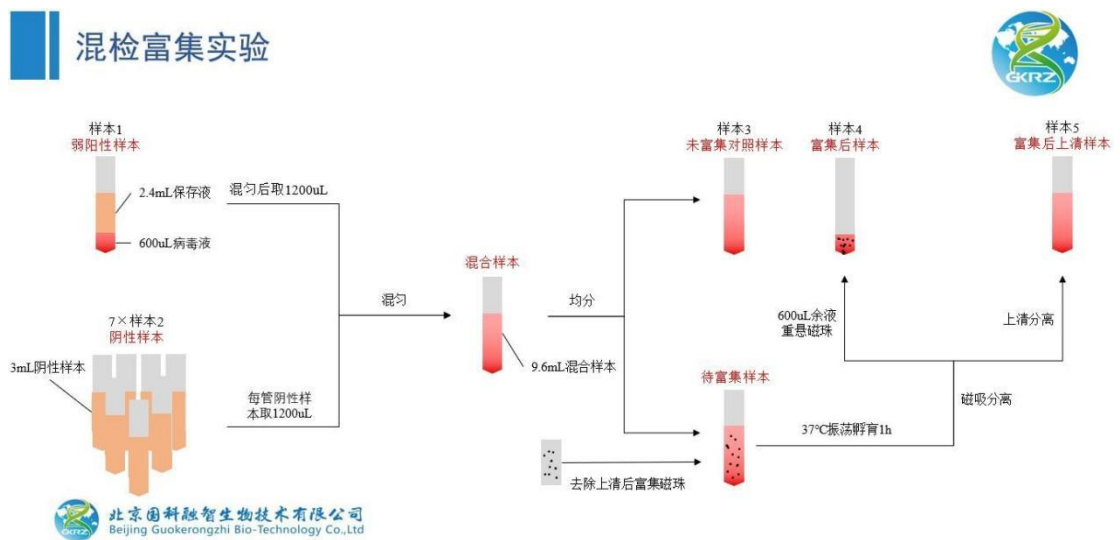 混检富集实验
GKRZ
样本1
弱阳性样本
2.4mL保存液
600uL病毒液
混匀后取1200uL
7×样本2
阴性样本
3mL阴性样本
每管阴性样
本取1200uL
混匀
混合样本
9.6mL混合样本
均分
样本3
未富集对照样本
样本4
富集后样本
样本5
富集后上清样本
600uL余液
重悬磁珠
上清分离
待富集样本
磁吸分离
37℃振荡孵育1h
去除上清后富集磁珠
GKRZ
北京国科融智生物技术有限公司
Beijing Guokerongzhi Bio-Technology Co.,Ltd